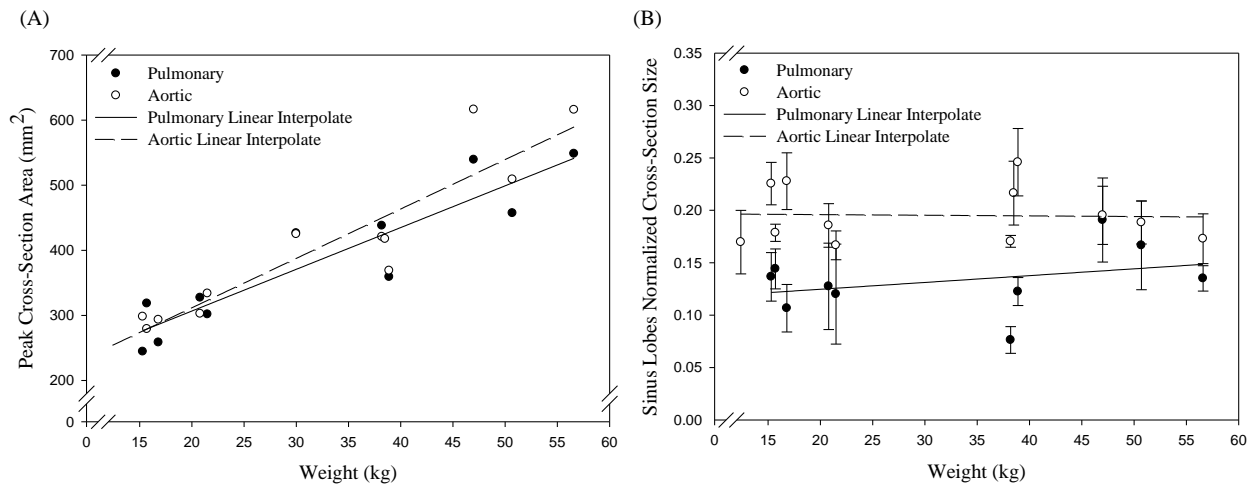 (A)
Peak Cross-Section Area (mm²)
700
600
500
400
300
200
0
Pulmonary
Aortic
Pulmonary Linear Interpolate
Aortic Linear Interpolate
0 15 20 25 30 35 40 45 50 55 60
Weight (kg)
(B)
Sinus Lobes Normalized Cross-Section Size
0.35
0.30
0.25
0.20
0.15
0.10
0.05
0.00
Pulmonary
Aortic
Pulmonary Linear Interpolate
Aortic Linear Interpolate
0 15 20 25 30 35 40 45 50 55 60
Weight (kg)